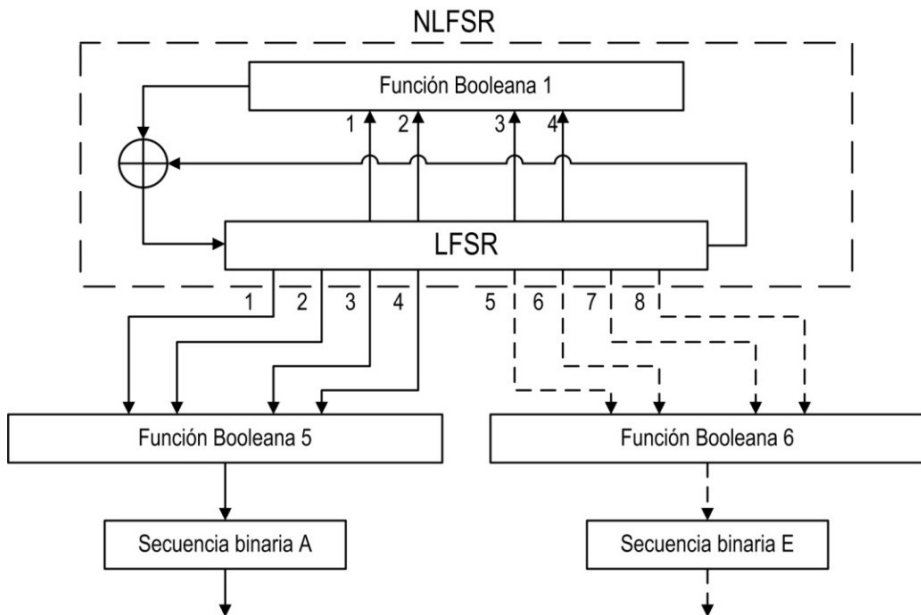 NLFSR
Función Booleana 1
1 2 3 4
LFSR
1 2 3 4 5 6 7 8
Función Booleana 5 Función Booleana 6
Secuencia binaria A Secuencia binaria E